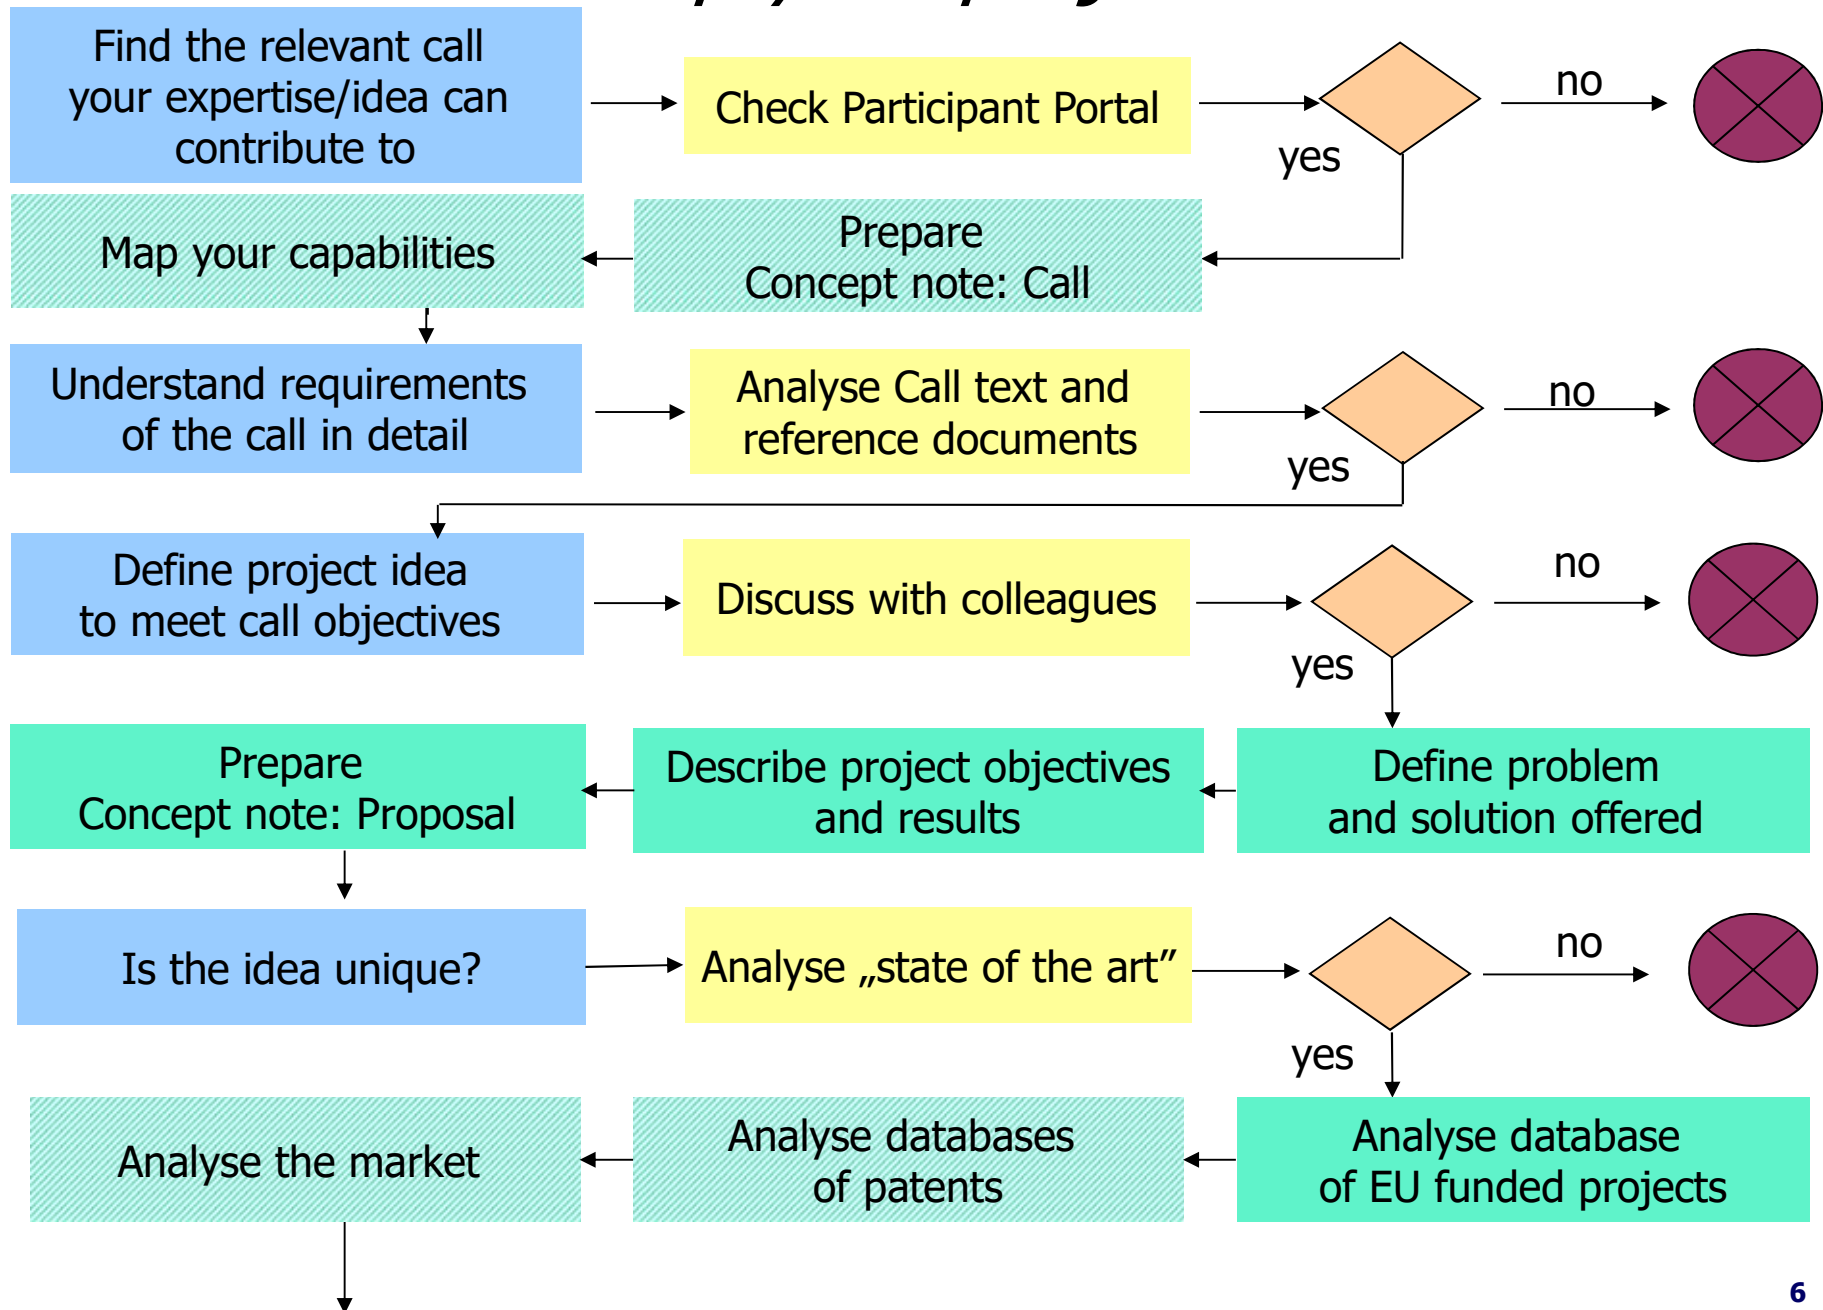 Find the relevant call
your expertise/idea can
contribute to
Check Participant Portal
no
yes
Map your capabilities
Prepare
Concept note: Call
Understand requirements
of the call in detail
Analyse Call text and
reference documents
no
yes
Define project idea
to meet call objectives
Discuss with colleagues
no
yes
Prepare
Concept note: Proposal
Describe project objectives
and results
Define problem
and solution offered
Is the idea unique?
Analyse „state of the art”
no
yes
Analyse the market
Analyse databases
of patents
Analyse database
of EU funded projects
6